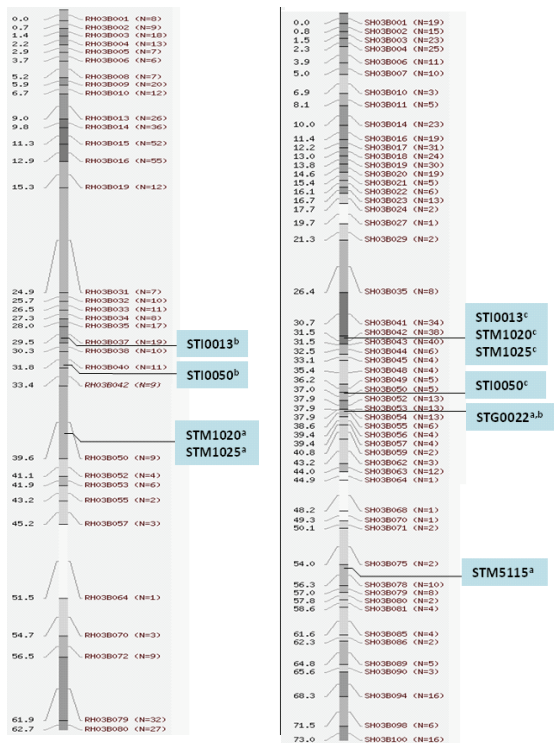 0.0 RH03B001 (N=8)
0.7 RH03B002 (N=9)
1.4 RH03B003 (N=18)
2.2 RH03B004 (N=13)
2.9 RH03B005 (N=7)
3.7 RH03B006 (N=6)
5.2 RH03B008 (N=7)
5.9 RH03B009 (N=20)
6.7 RH03B010 (N=12)
9.0 RH03B013 (N=26)
9.8 RH03B014 (N=36)
11.3 RH03B015 (N=52)
12.9 RH03B016 (N=55)
15.3 RH03B019 (N=12)
24.9 RH03B031 (N=7)
25.7 RH03B032 (N=10)
26.5 RH03B033 (N=11)
27.3 RH03B034 (N=8)
28.0 RH03B035 (N=17)
29.5 RH03B037 (N=19)
30.3 RH03B038 (N=10)
31.8 RH03B040 (N=11)
33.4 RH03B042 (N=9)
39.6 RH03B050 (N=9)
41.1 RH03B052 (N=4)
41.9 RH03B053 (N=6)
43.2 RH03B055 (N=2)
45.2 RH03B057 (N=3)
51.5 RH03B064 (N=1)
54.7 RH03B070 (N=3)
56.5 RH03B072 (N=9)
61.9 RH03B079 (N=32)
62.7 RH03B080 (N=27)
STI0013ᵇ
STI0050ᵇ
STM1020ᵃ
STM1025ᵃ
0.0 SH03B001 (N=19)
0.8 SH03B002 (N=15)
1.5 SH03B003 (N=23)
2.3 SH03B004 (N=25)
3.9 SH03B006 (N=11)
5.0 SH03B007 (N=10)
6.9 SH03B010 (N=3)
8.1 SH03B011 (N=5)
10.0 SH03B014 (N=23)
11.4 SH03B016 (N=19)
12.2 SH03B017 (N=31)
13.0 SH03B018 (N=24)
13.8 SH03B019 (N=30)
14.6 SH03B020 (N=19)
15.4 SH03B021 (N=5)
16.1 SH03B022 (N=6)
16.7 SH03B023 (N=13)
17.7 SH03B024 (N=2)
19.7 SH03B027 (N=1)
21.3 SH03B029 (N=2)
26.4 SH03B035 (N=8)
30.7 SH03B041 (N=34)
31.5 SH03B042 (N=38)
31.5 SH03B043 (N=40)
32.5 SH03B044 (N=6)
33.1 SH03B045 (N=4)
35.4 SH03B048 (N=4)
36.2 SH03B049 (N=5)
37.0 SH03B050 (N=5)
37.9 SH03B052 (N=13)
37.9 SH03B053 (N=13)
37.9 SH03B054 (N=13)
38.6 SH03B055 (N=6)
39.4 SH03B056 (N=4)
39.4 SH03B057 (N=4)
40.8 SH03B059 (N=2)
43.2 SH03B062 (N=3)
44.0 SH03B063 (N=12)
44.9 SH03B064 (N=1)
48.2 SH03B068 (N=1)
49.3 SH03B070 (N=1)
50.1 SH03B071 (N=2)
54.0 SH03B075 (N=2)
56.3 SH03B078 (N=10)
57.0 SH03B079 (N=8)
57.8 SH03B080 (N=2)
58.6 SH03B081 (N=4)
61.6 SH03B085 (N=4)
62.3 SH03B086 (N=2)
64.8 SH03B089 (N=5)
65.6 SH03B090 (N=3)
68.3 SH03B094 (N=16)
71.5 SH03B098 (N=6)
73.0 SH03B100 (N=16)
STI0013ᶜ
STM1020ᶜ
STM1025ᶜ
STI0050ᶜ
STG0022ᵃ,ᵇ
STM5115ᵃ